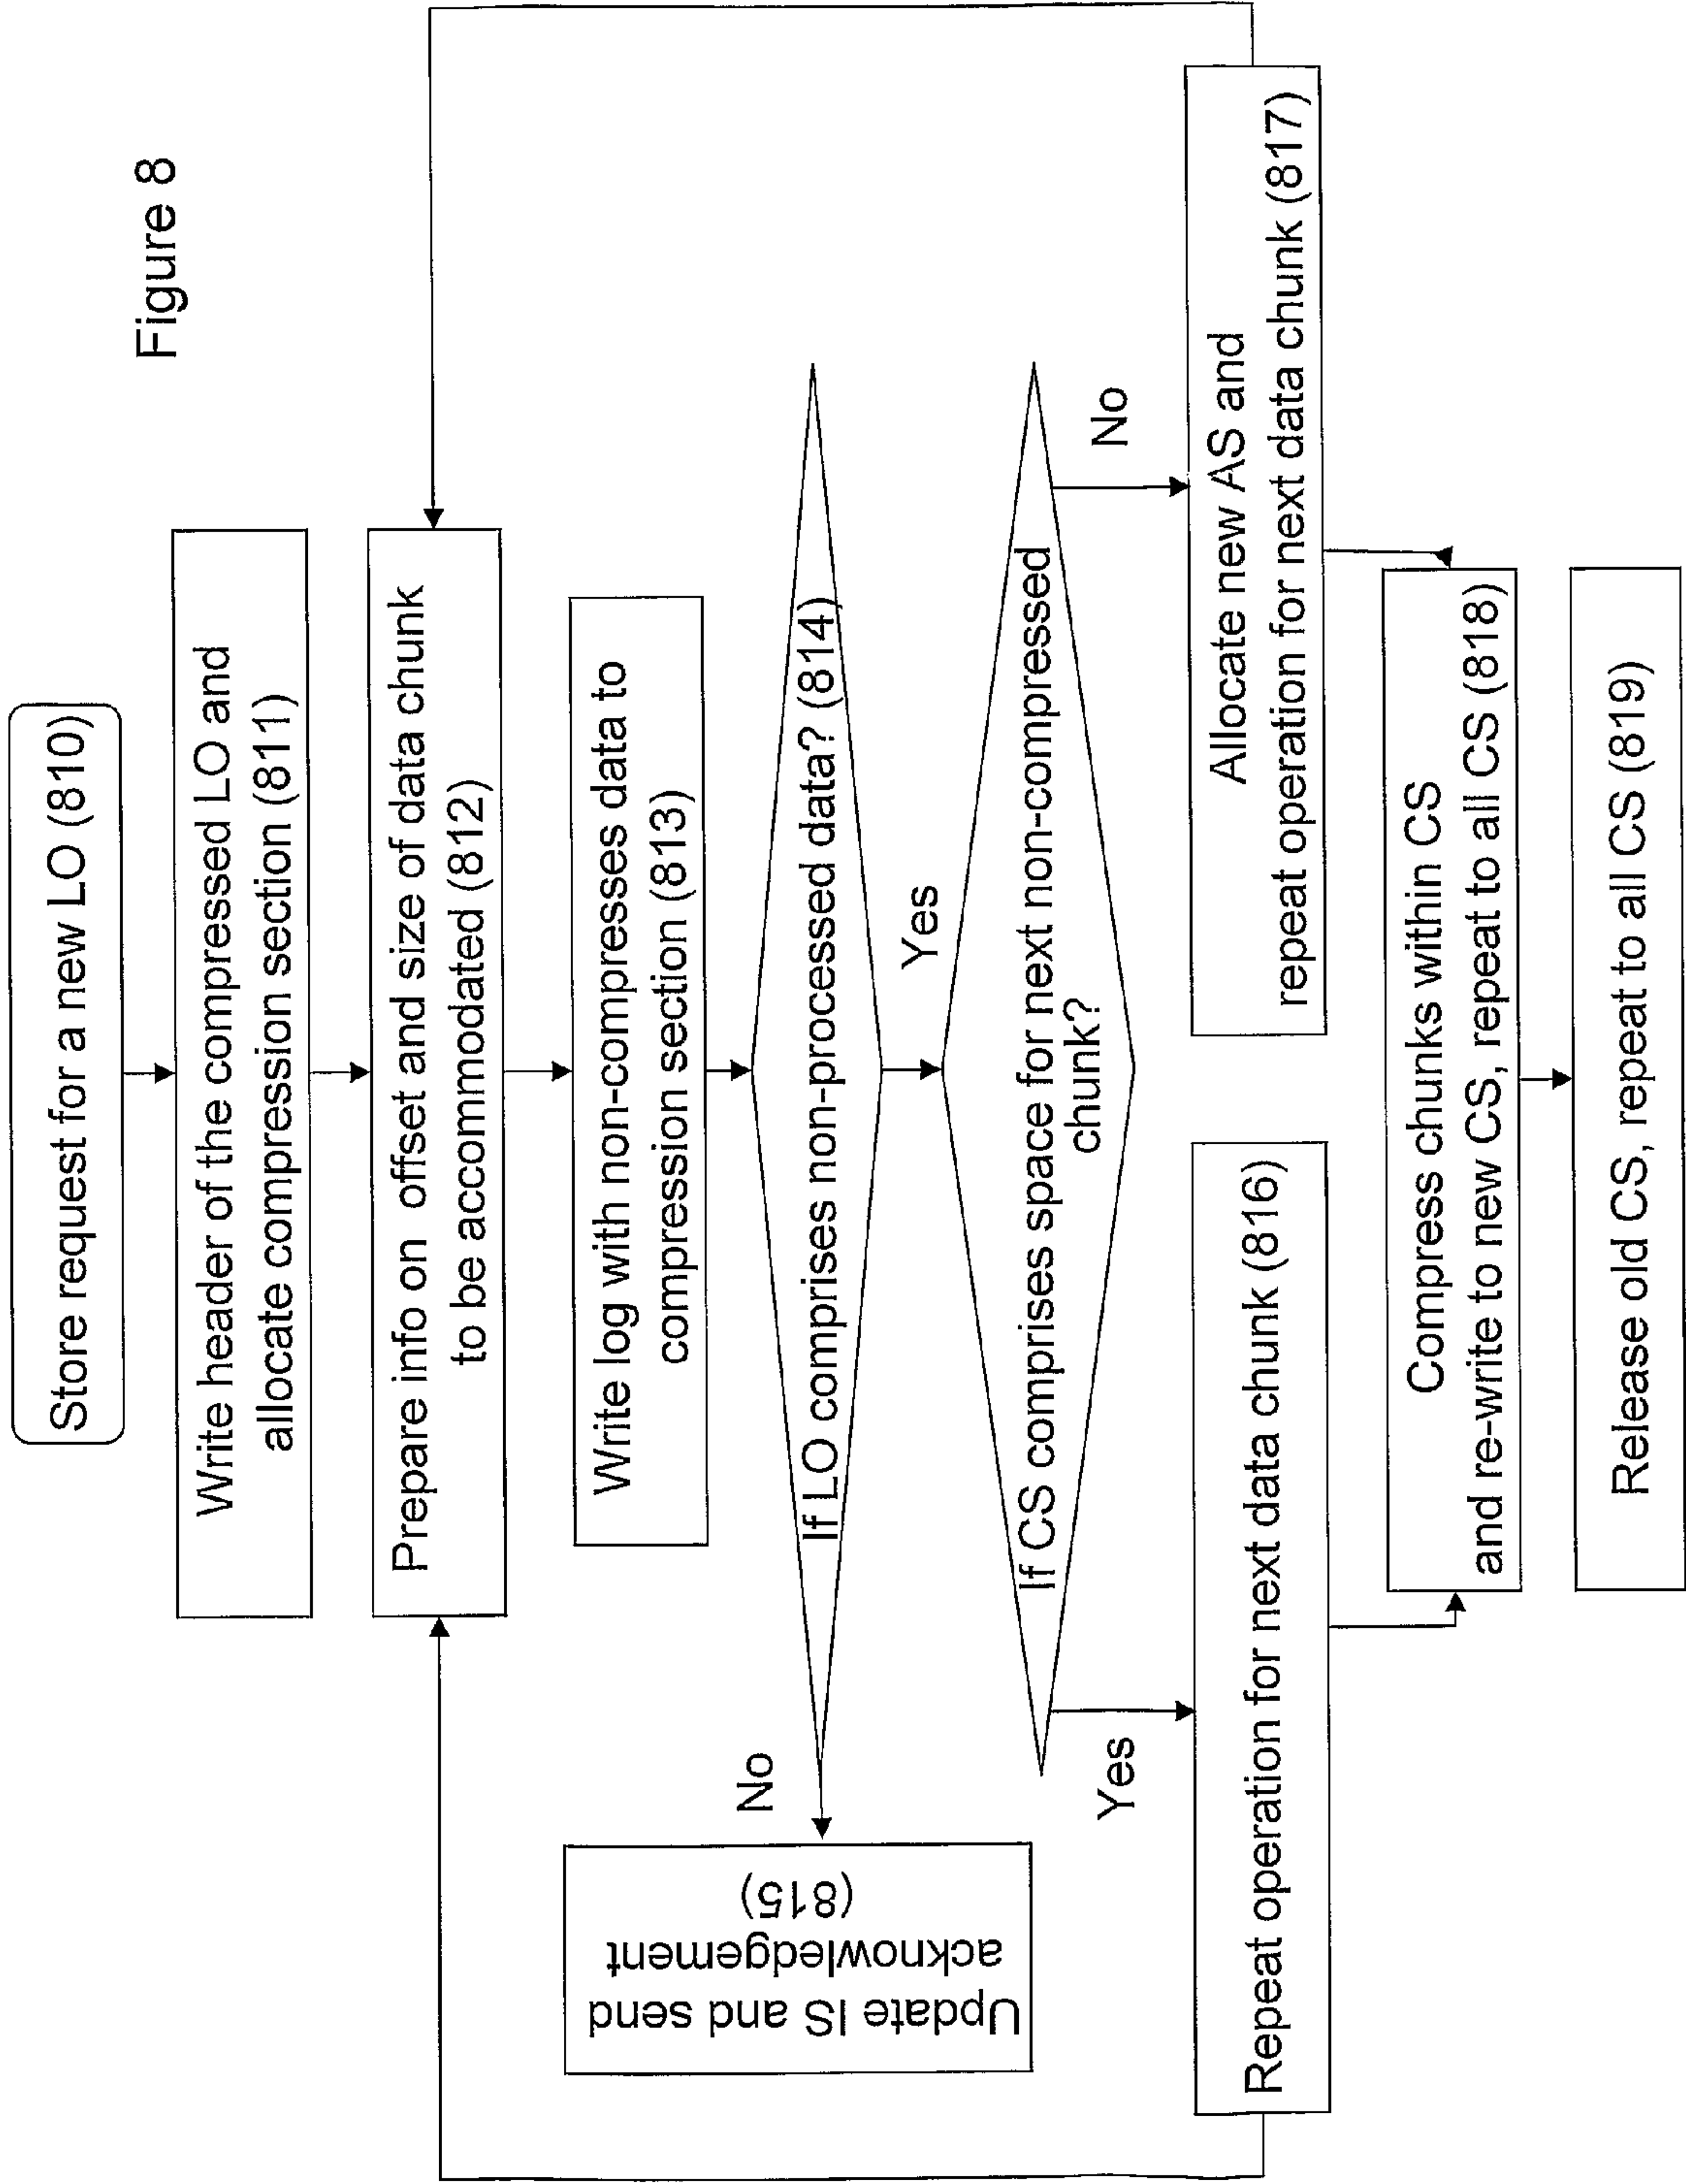 Figure 8
Store request for a new LO (810)
Write header of the compressed LO and
allocate compression section (811)
Prepare info on offset and size of data chunk
to be accommodated (812)
Write log with non-compresses data to
compression section (813)
If LO comprises non-processed data? (814)
No
Update IS and send
acknowledgement
(815)
Yes
If CS comprises space for next non-compressed
chunk?
Yes
No
Repeat operation for next data chunk (816)
Allocate new AS and
repeat operation for next data chunk (817)
Compress chunks within CS
and re-write to new CS, repeat to all CS (818)
Release old CS, repeat to all CS (819)